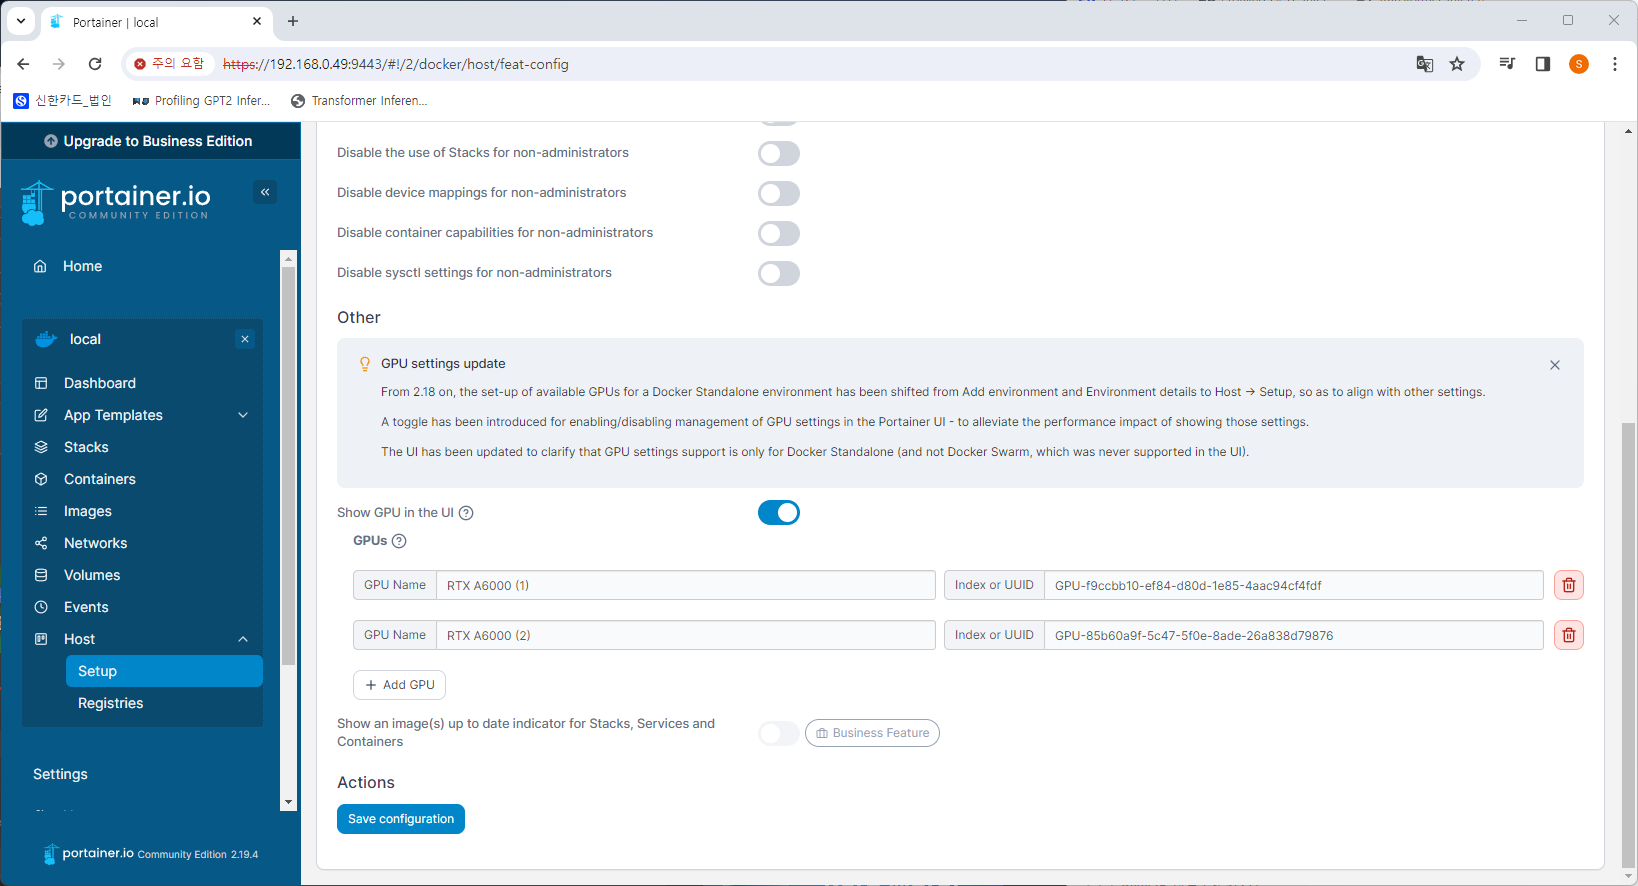 Portainer | local
주의 요함
https://192.168.0.49:9443/#!/2/docker/host/feat-config
S
신한카드_법인
Profiling GPT2 Infer...
Transformer Inferen...
Upgrade to Business Edition
portainer.io
COMMUNITY EDITION
Home
local
Dashboard
App Templates
Stacks
Containers
Images
Networks
Volumes
Events
Host
Setup
Registries
Settings
portainer.io Community Edition 2.19.4
Disable the use of Stacks for non-administrators
Disable device mappings for non-administrators
Disable container capabilities for non-administrators
Disable sysctl settings for non-administrators
Other
GPU settings update
From 2.18 on, the set-up of available GPUs for a Docker Standalone environment has been shifted from Add environment and Environment details to Host → Setup, so as to align with other settings.
A toggle has been introduced for enabling/disabling management of GPU settings in the Portainer UI - to alleviate the performance impact of showing those settings.
The UI has been updated to clarify that GPU settings support is only for Docker Standalone (and not Docker Swarm, which was never supported in the UI).
Show GPU in the UI
GPUs
GPU Name RTX A6000 (1) Index or UUID GPU-f9ccbb10-ef84-d80d-1e85-4aac94cf4fdf
GPU Name RTX A6000 (2) Index or UUID GPU-85b60a9f-5c47-5f0e-8ade-26a838d79876
+ Add GPU
Show an image(s) up to date indicator for Stacks, Services and
Containers
Business Feature
Actions
Save configuration